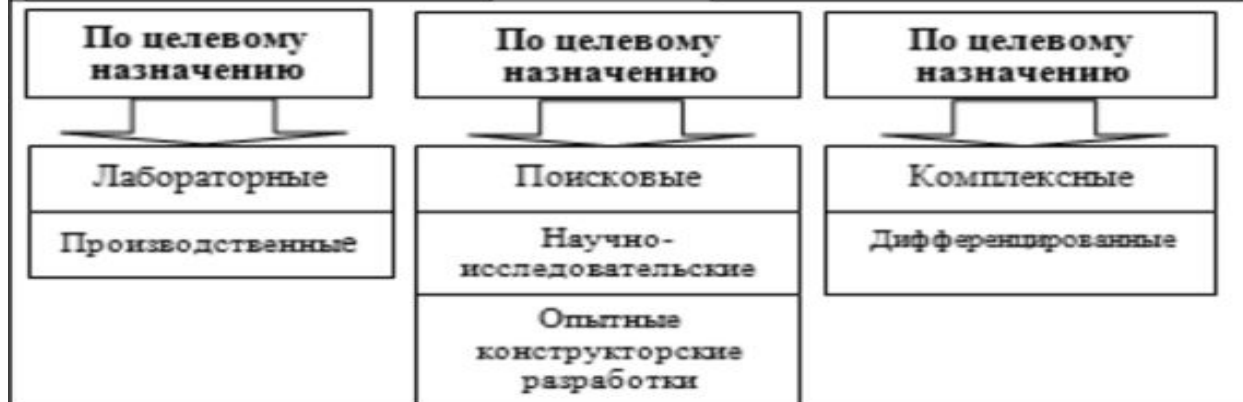 По целевому
назначению
Лабораторные
Производственные
По целевому
назначению
Поисковые
Научно-
исследовательские
Опытные
конструкторские
разработки
По целевому
назначению
Комплексные
Дифференцированные